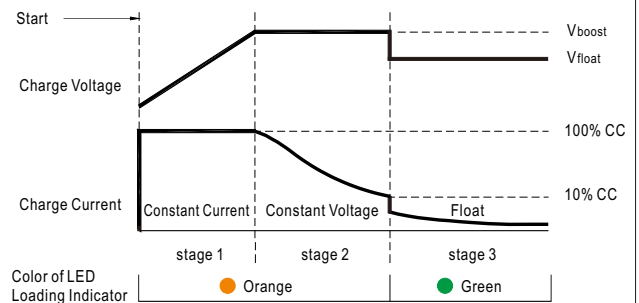 Start
Vboost
Vfloat
Charge Voltage
100% CC
10% CC
Charge Current
Constant Current
Constant Voltage
Float
stage 1
stage 2
stage 3
Color of LED
Loading Indicator
Orange
Green